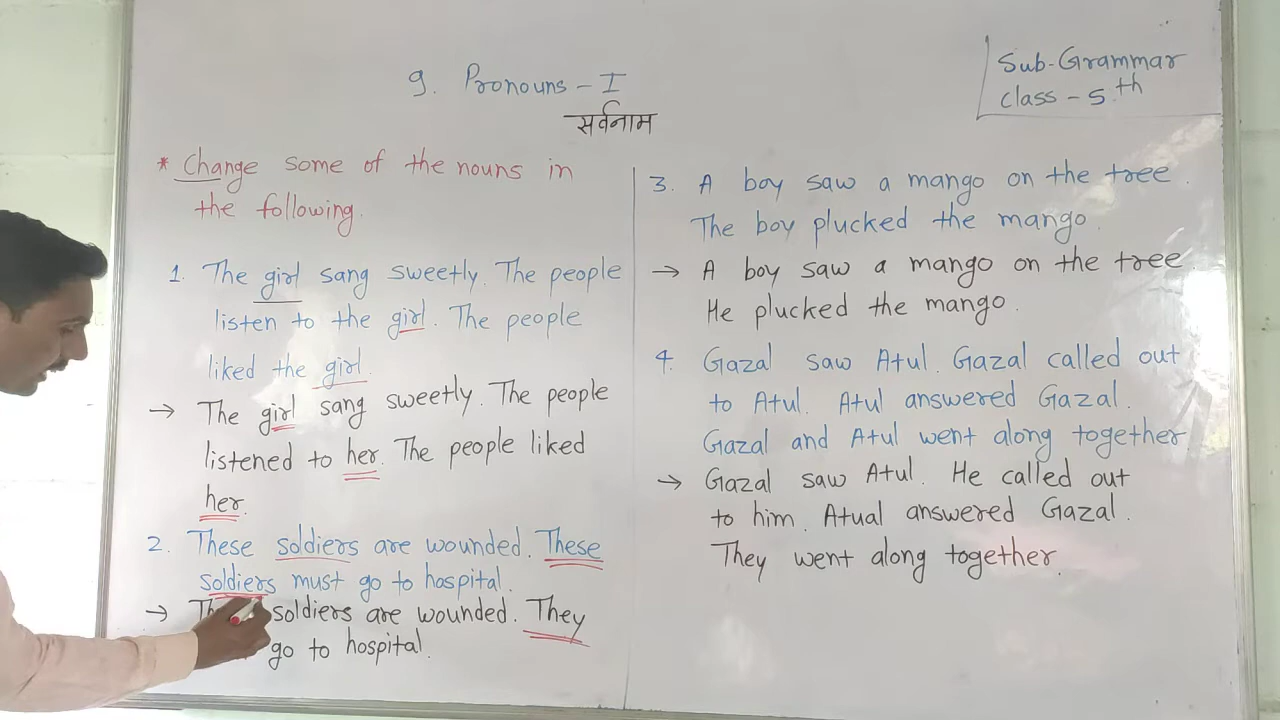 9. Pronouns - I
सर्वनाम
Sub-Grammar
Class - 5.th
* Change some of the nouns in
the following.
1. The girl sang sweetly. The people
listen to the girl. The people
liked the girl.
→ The girl sang sweetly. The people
listened to her. The people liked
her.
2. These soldiers are wounded. These
soldiers must go to hospital.
→ soldiers are wounded. They
go to hospital.
3. A boy saw a mango on the tree.
The boy plucked the mango.
→ A boy saw a mango on the tree.
He plucked the mango.
4. Gazal saw Atul. Gazal called out
to Atul. Atul answered Gazal.
Gazal and Atul went along together
→ Gazal saw Atul. He called out
to him. Atual answered Gazal.
They went along together.